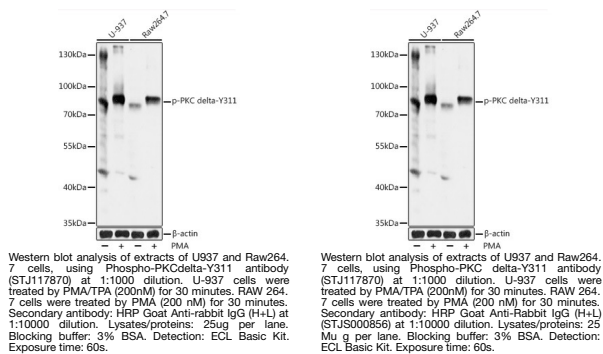 U-937
Raw264.7
130kDa
100kDa
70kDa
55kDa
40kDa
35kDa
p-PKC delta-Y311
β-actin
− + − + PMA
Western blot analysis of extracts of U937 and Raw264.
7 cells, using Phospho-PKCdelta-Y311 antibody
(STJ117870) at 1:1000 dilution. U-937 cells were
treated by PMA/TPA (200nM) for 30 minutes. RAW 264.
7 cells were treated by PMA (200 nM) for 30 minutes.
Secondary antibody: HRP Goat Anti-rabbit IgG (H+L) at
1:10000 dilution. Lysates/proteins: 25ug per lane.
Blocking buffer: 3% BSA. Detection: ECL Basic Kit.
Exposure time: 60s.
U-937
Raw264.7
130kDa
100kDa
70kDa
55kDa
40kDa
35kDa
p-PKC delta-Y311
β-actin
− + − + PMA
Western blot analysis of extracts of U937 and Raw264.
7 cells, using Phospho-PKC delta-Y311 antibody
(STJ117870) at 1:1000 dilution. U-937 cells were
treated by PMA/TPA (200nM) for 30 minutes. RAW 264.
7 cells were treated by PMA (200 nM) for 30 minutes.
Secondary antibody: HRP Goat Anti-rabbit IgG (H+L)
(STJS000856) at 1:10000 dilution. Lysates/proteins: 25
Mu g per lane. Blocking buffer: 3% BSA. Detection:
ECL Basic Kit. Exposure time: 60s.